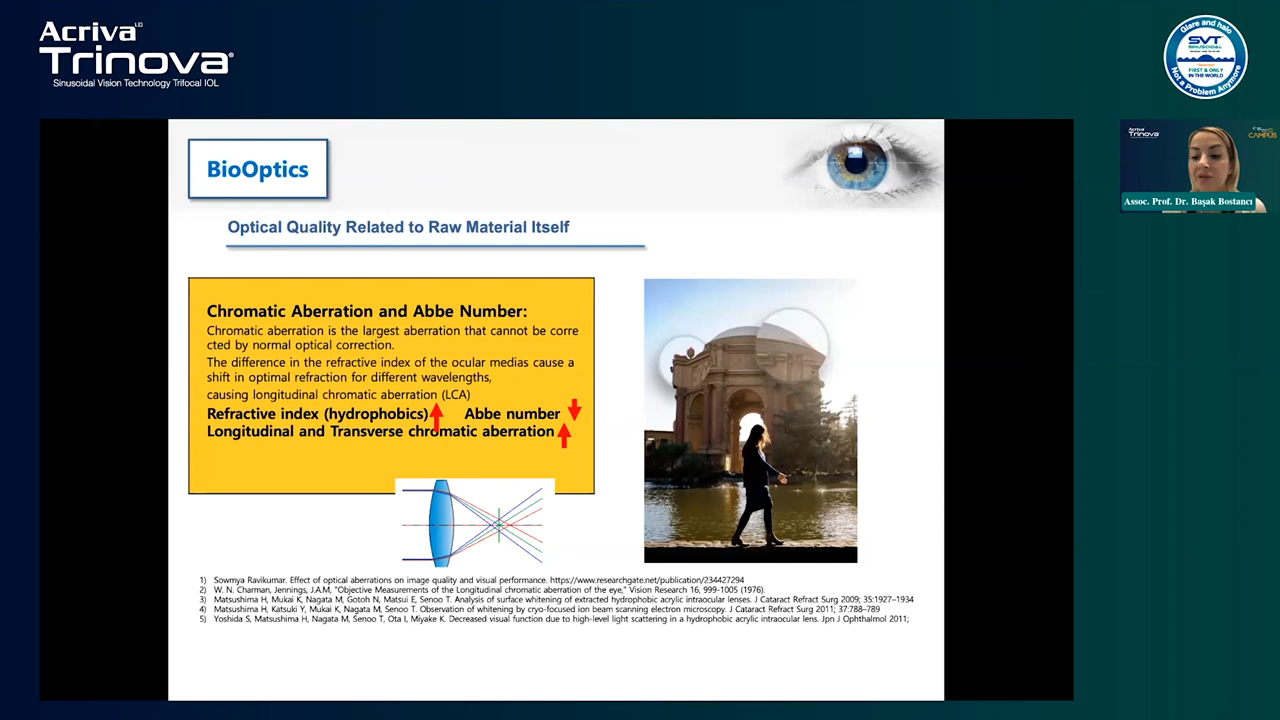 Acriva UD
Trinova®
Sinusoidal Vision Technology Trifocal IOL
Glare and halo
SVT
SINUSOIDAL
FIRST & ONLY
IN THE WORLD
Not a Problem Anymore
BioOptics
Acriva
Trinova
CAMPUS
Assoc. Prof. Dr. Başak Bostancı
Optical Quality Related to Raw Material Itself
Chromatic Aberration and Abbe Number:
Chromatic aberration is the largest aberration that cannot be corre
cted by normal optical correction.
The difference in the refractive index of the ocular medias cause a
shift in optimal refraction for different wavelengths,
causing longitudinal chromatic aberration (LCA)
Refractive index (hydrophobics) Abbe number
Longitudinal and Transverse chromatic aberration
1) Sowmya Ravikumar. Effect of optical aberrations on image quality and visual performance. https://www.researchgate.net/publication/234427294
2) W. N. Charman, Jennings, J.A.M, "Objective Measurements of the Longitudinal chromatic aberration of the eye," Vision Research 16, 999-1005 (1976).
3) Matsushima H, Mukai K, Nagata M, Gotoh N, Matsui E, Senoo T. Analysis of surface whitening of extracted hydrophobic acrylic intraocular lenses. J Cataract Refract Surg 2009; 35:1927–1934
4) Matsushima H, Katsuki Y, Mukai K, Nagata M, Senoo T. Observation of whitening by cryo-focused ion beam scanning electron microscopy. J Cataract Refract Surg 2011; 37:788–789
5) Yoshida S, Matsushima H, Nagata M, Senoo T, Ota I, Miyake K. Decreased visual function due to high-level light scattering in a hydrophobic acrylic intraocular lens. Jpn J Ophthalmol 2011;